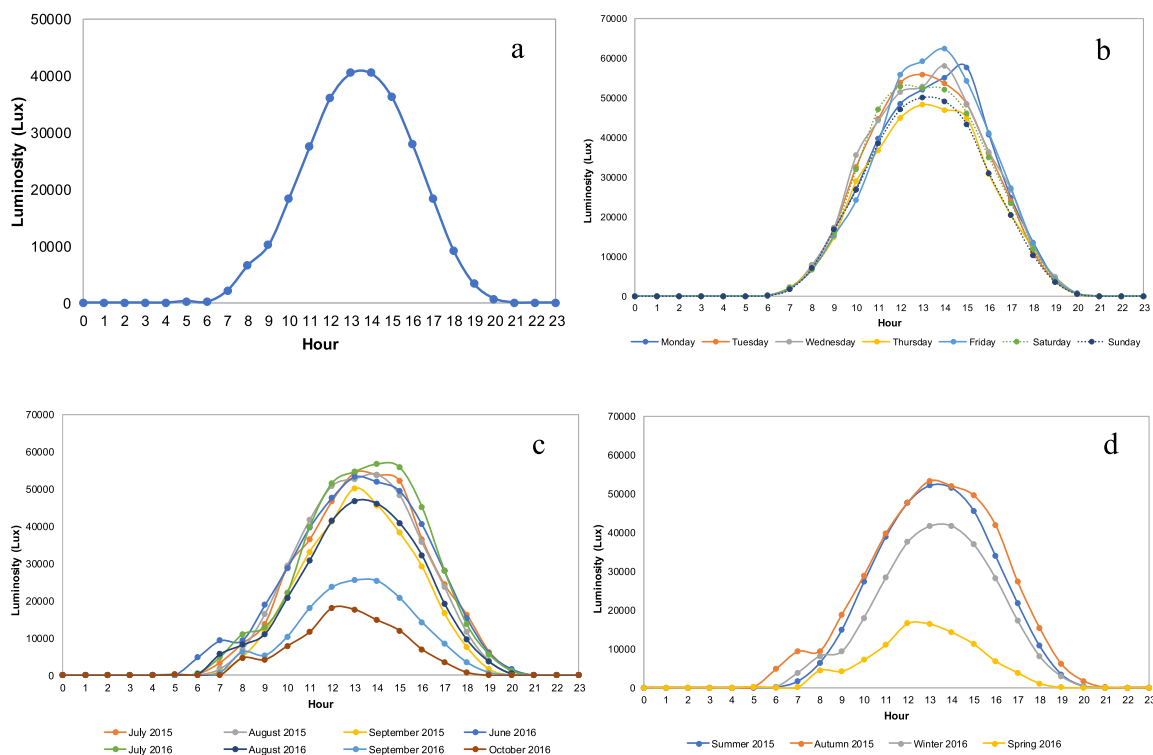 a
50000
40000
30000
20000
10000
0
Luminosity (Lux)
0 1 2 3 4 5 6 7 8 9 10 11 12 13 14 15 16 17 18 19 20 21 22 23
Hour
b
70000
60000
50000
40000
30000
20000
10000
0
Luminosity (Lux)
0 1 2 3 4 5 6 7 8 9 10 11 12 13 14 15 16 17 18 19 20 21 22 23
Hour
Monday Tuesday Wednesday Thursday Friday Saturday Sunday
c
70000
60000
50000
40000
30000
20000
10000
0
Luminosity (Lux)
0 1 2 3 4 5 6 7 8 9 10 11 12 13 14 15 16 17 18 19 20 21 22 23
Hour
July 2015 August 2015 September 2015 June 2016
July 2016 August 2016 September 2016 October 2016
d
70000
60000
50000
40000
30000
20000
10000
0
Luminosity (Lux)
0 1 2 3 4 5 6 7 8 9 10 11 12 13 14 15 16 17 18 19 20 21 22 23
Hour
Summer 2015 Autumn 2015 Winter 2016 Spring 2016